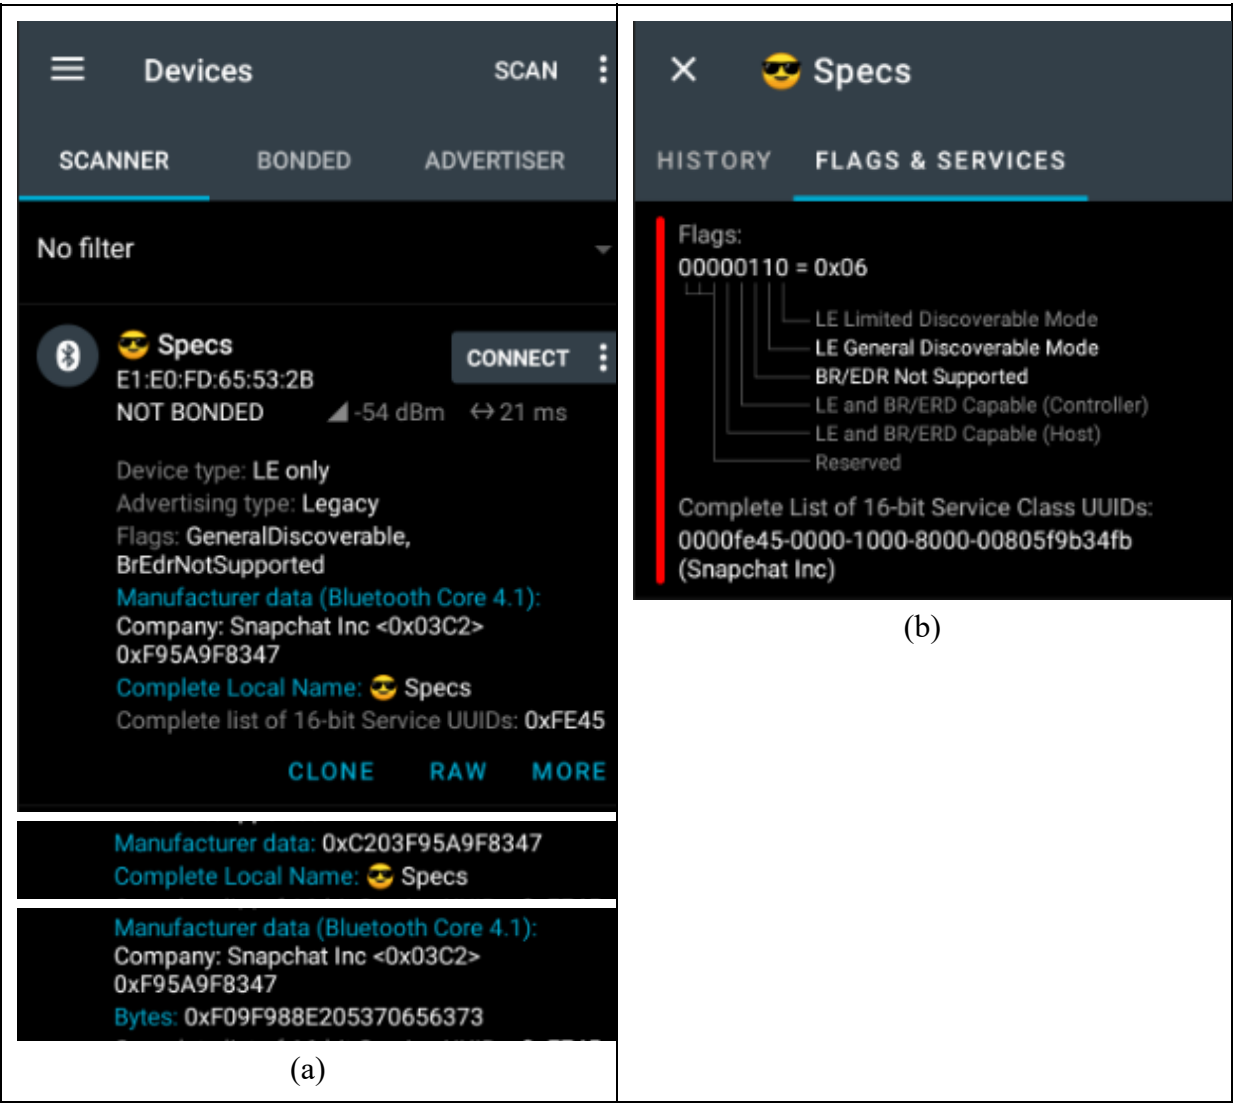 Devices SCAN
SCANNER BONDED ADVERTISER
No filter
😎 Specs CONNECT
E1:E0:FD:65:53:2B
NOT BONDED -54 dBm ↔ 21 ms
Device type: LE only
Advertising type: Legacy
Flags: GeneralDiscoverable,
BrEdrNotSupported
Manufacturer data (Bluetooth Core 4.1):
Company: Snapchat Inc <0x03C2>
0xF95A9F8347
Complete Local Name: 😎 Specs
Complete list of 16-bit Service UUIDs: 0xFE45
CLONE RAW MORE
Manufacturer data: 0xC203F95A9F8347
Complete Local Name: 😎 Specs
Manufacturer data (Bluetooth Core 4.1):
Company: Snapchat Inc <0x03C2>
0xF95A9F8347
Bytes: 0xF09F988E205370656373
(a)
😎 Specs
HISTORY FLAGS & SERVICES
Flags:
00000110 = 0x06
LE Limited Discoverable Mode
LE General Discoverable Mode
BR/EDR Not Supported
LE and BR/ERD Capable (Controller)
LE and BR/ERD Capable (Host)
Reserved
Complete List of 16-bit Service Class UUIDs:
0000fe45-0000-1000-8000-00805f9b34fb
(Snapchat Inc)
(b)